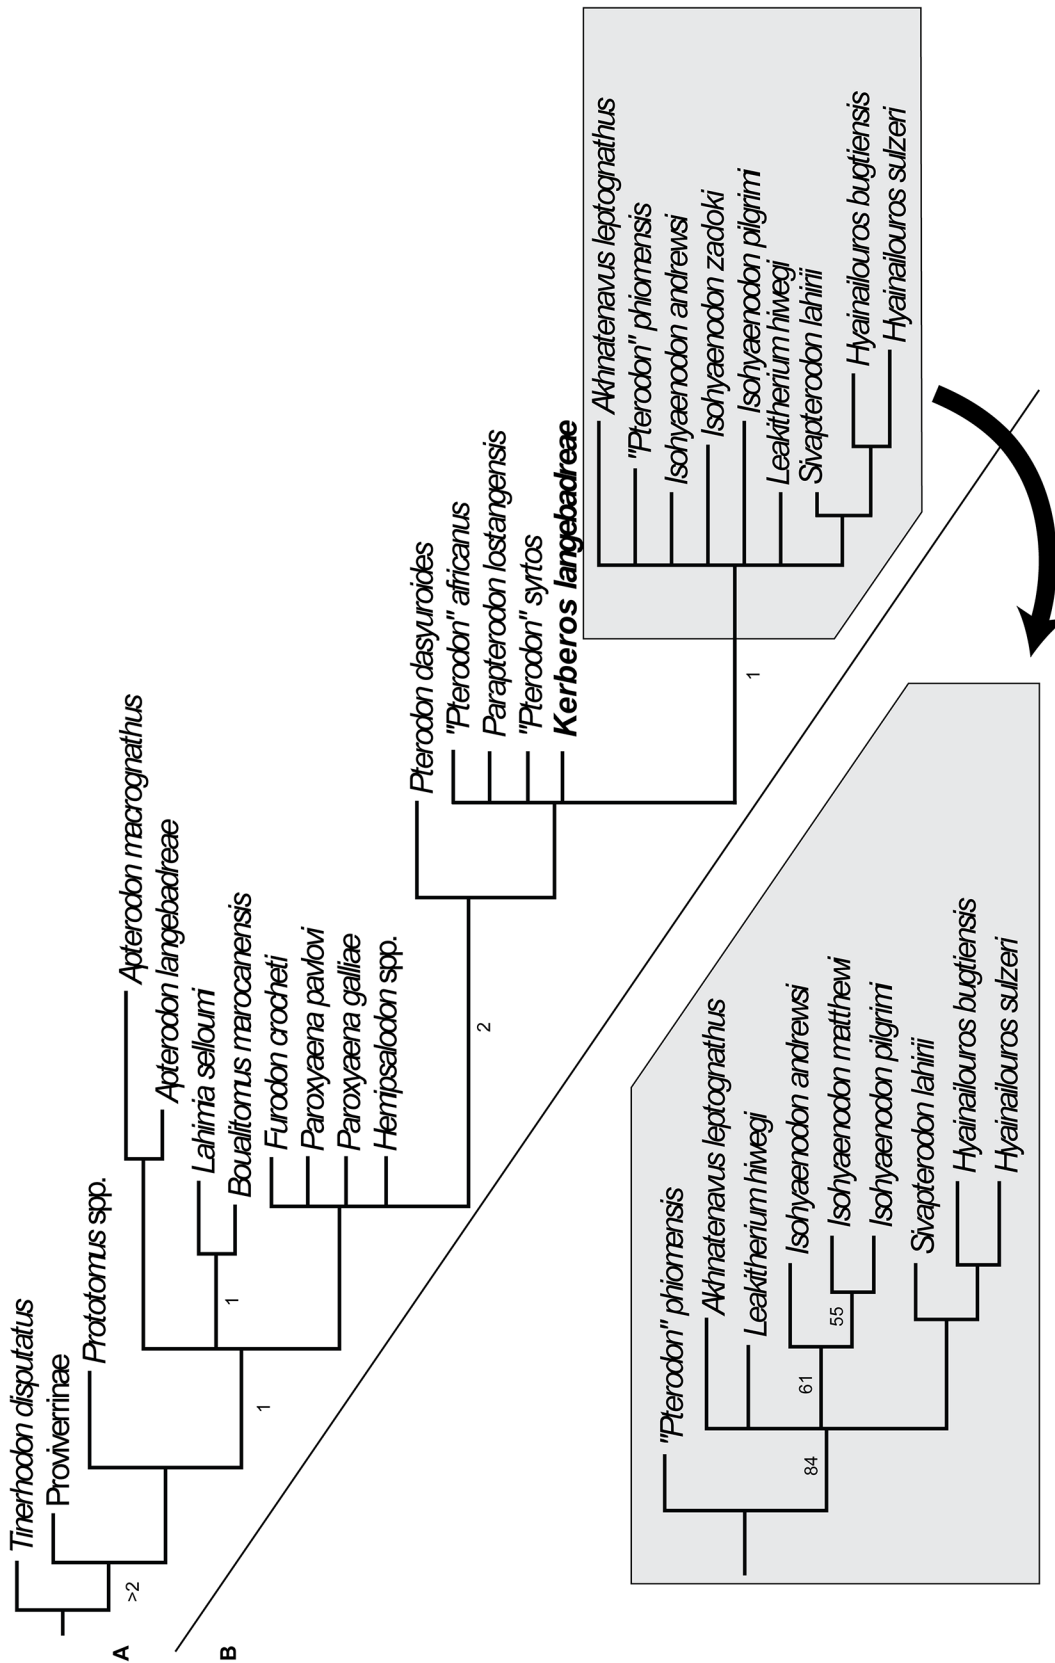 A
Tinerhodon disputatus
Proviverrinae
Prototomus spp.
Apterodon macrognathus
Apterodon langebadreae
Lahimia selloumi
Boualitomus marocanensis
Furodon crocheti
Paroxyaena pavlovi
Paroxyaena galliae
Hemipsalodon spp.
Pterodon dasyuroides
"Pterodon" africanus
Parapterodon lostangensis
"Pterodon" syrtos
Kerberos langebadreae
Akhnatenavus leptognathus
"Pterodon" phiomensis
Isohyaenodon andrewsi
Isohyaenodon zadoki
Isohyaenodon pilgrimi
Leakitherium hiwegi
Sivapterodon lahirii
Hyainailouros bugtiensis
Hyainailouros sulzeri
>2
1
1
2
1
B
"Pterodon" phiomensis
Akhnatenavus leptognathus
Leakitherium hiwegi
Isohyaenodon andrewsi
Isohyaenodon matthewi
Isohyaenodon pilgrimi
Sivapterodon lahirii
Hyainailouros bugtiensis
Hyainailouros sulzeri
84
61
55